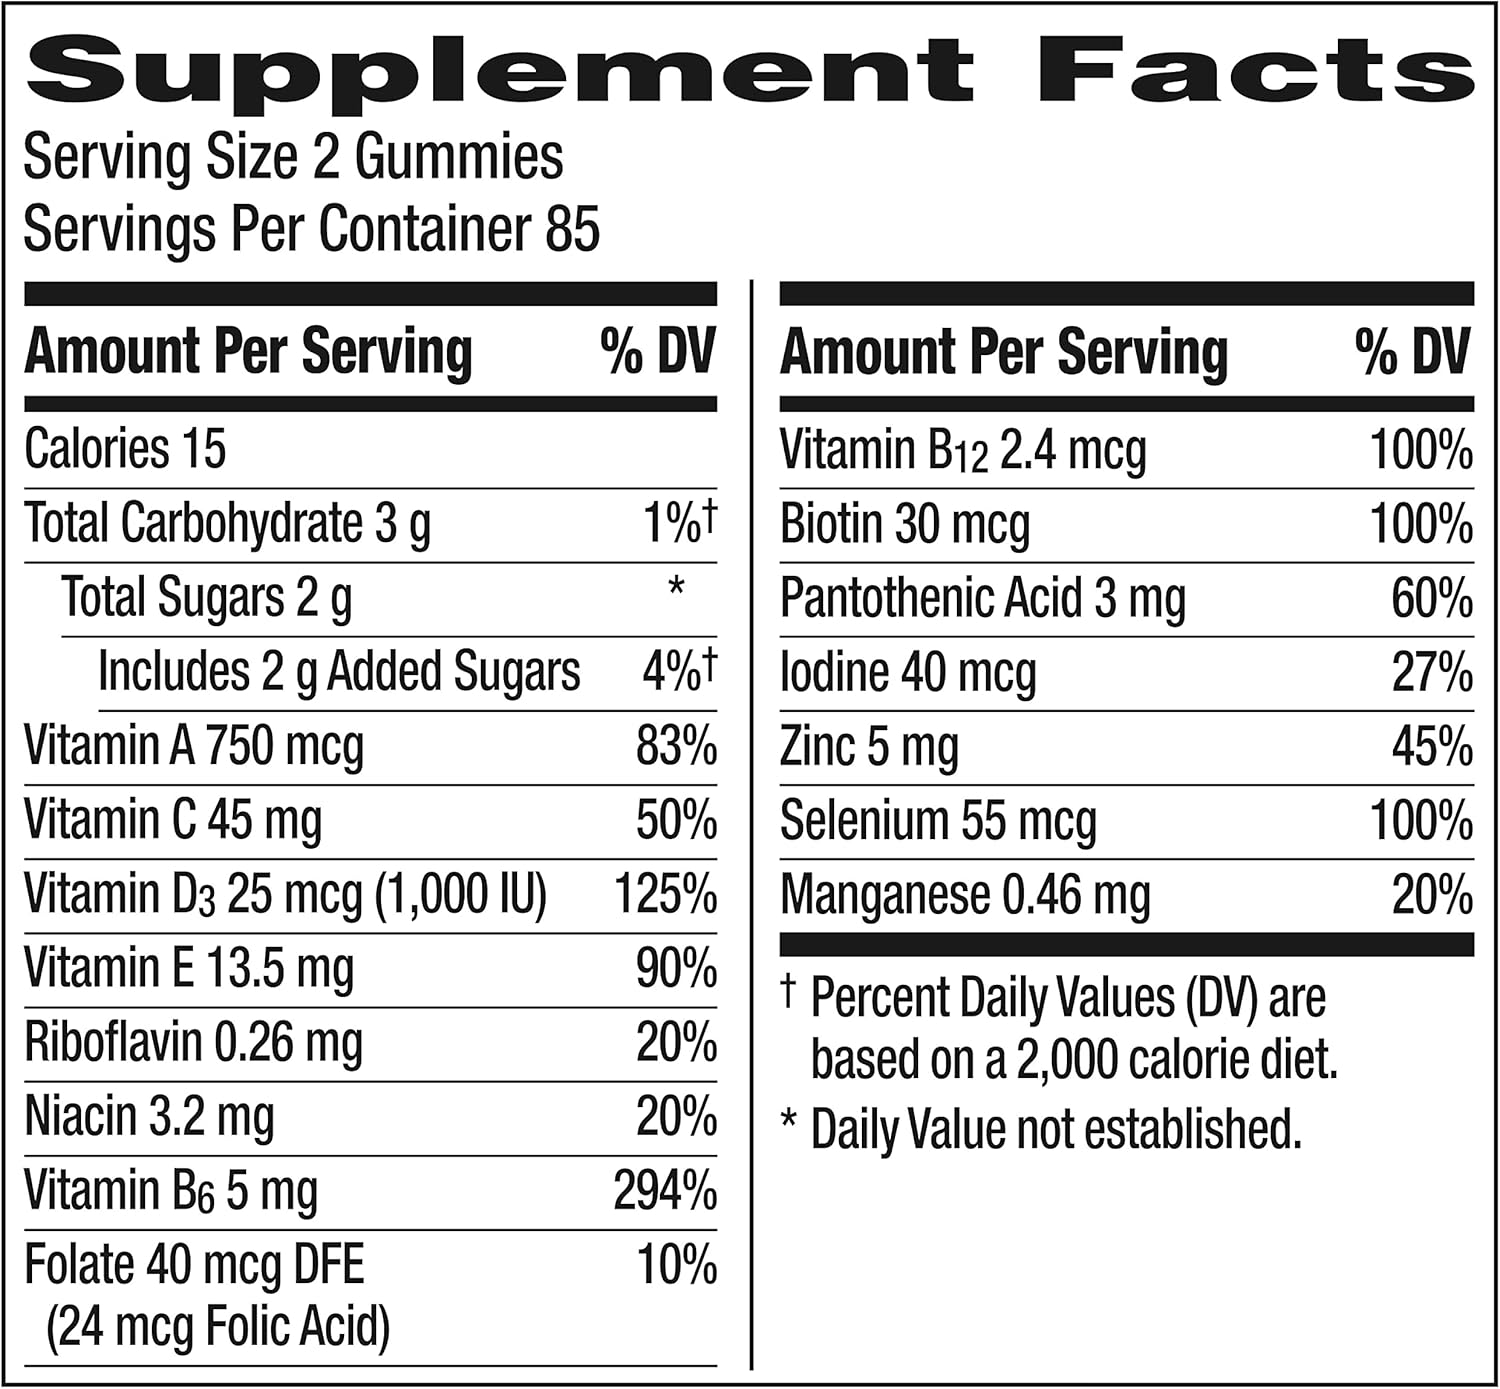 Supplement Facts
Serving Size 2 Gummies
Servings Per Container 85
Amount Per Serving % DV
Calories 15
Total Carbohydrate 3 g 1%†
Total Sugars 2 g *
Includes 2 g Added Sugars 4%†
Vitamin A 750 mcg 83%
Vitamin C 45 mg 50%
Vitamin D3 25 mcg (1,000 IU) 125%
Vitamin E 13.5 mg 90%
Riboflavin 0.26 mg 20%
Niacin 3.2 mg 20%
Vitamin B6 5 mg 294%
Folate 40 mcg DFE 10%
(24 mcg Folic Acid)
Amount Per Serving % DV
Vitamin B12 2.4 mcg 100%
Biotin 30 mcg 100%
Pantothenic Acid 3 mg 60%
Iodine 40 mcg 27%
Zinc 5 mg 45%
Selenium 55 mcg 100%
Manganese 0.46 mg 20%
† Percent Daily Values (DV) are
based on a 2,000 calorie diet.
* Daily Value not established.